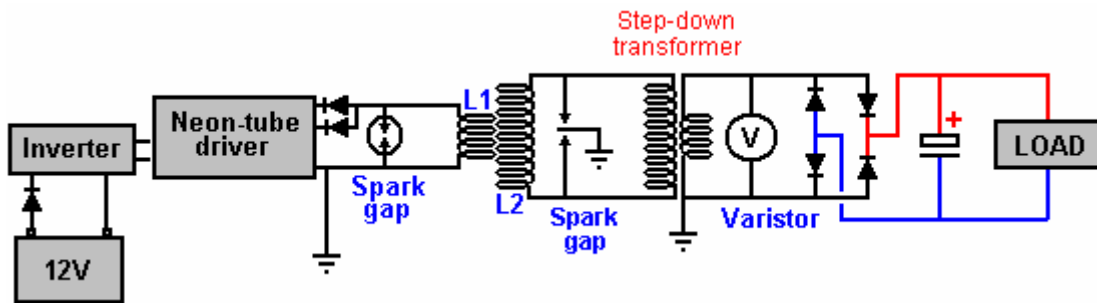 Step-down
transformer
L1
Neon-tube
driver
Inverter
V
+
LOAD
Spark
gap
L2
Spark
gap
Varistor
12V